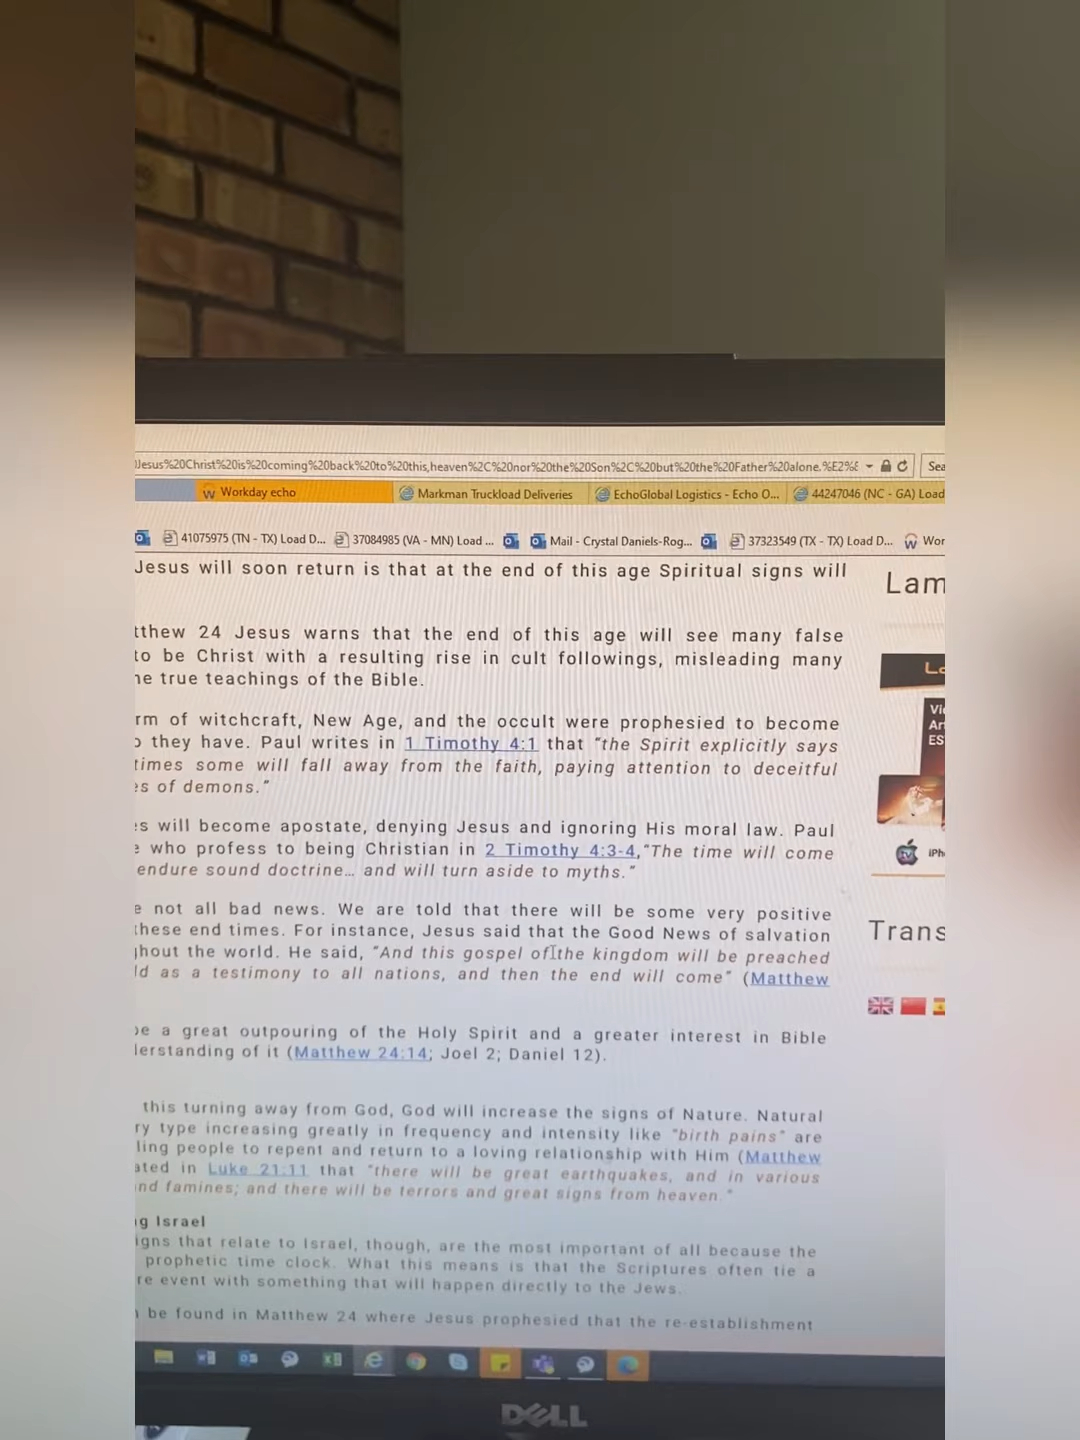 Jesus%20Christ%20is%20coming%20back%20to%20this,heaven%2C%20nor%20the%20Son%2C%20but%20the%20Father%20alone.%E2%
Workday echo
Markman Truckload Deliveries
EchoGlobal Logistics - Echo O...
44247046 (NC - GA) Load
41075975 (TN - TX) Load D...
37084985 (VA - MN) Load ...
Mail - Crystal Daniels-Rog...
37323549 (TX - TX) Load D...
Jesus will soon return is that at the end of this age Spiritual signs will
tthew 24 Jesus warns that the end of this age will see many false
to be Christ with a resulting rise in cult followings, misleading many
he true teachings of the Bible.
rm of witchcraft, New Age, and the occult were prophesied to become
they have. Paul writes in 1 Timothy 4:1 that "the Spirit explicitly says
times some will fall away from the faith, paying attention to deceitful
es of demons."
es will become apostate, denying Jesus and ignoring His moral law. Paul
e who profess to being Christian in 2 Timothy 4:3-4,"The time will come
endure sound doctrine... and will turn aside to myths."
e not all bad news. We are told that there will be some very positive
these end times. For instance, Jesus said that the Good News of salvation
ghout the world. He said, "And this gospel of the kingdom will be preached
ld as a testimony to all nations, and then the end will come" (Matthew
be a great outpouring of the Holy Spirit and a greater interest in Bible
derstanding of it (Matthew 24:14; Joel 2; Daniel 12).
this turning away from God, God will increase the signs of Nature. Natural
ry type increasing greatly in frequency and intensity like "birth pains" are
ling people to repent and return to a loving relationship with Him (Matthew
ated in Luke 21:11 that "there will be great earthquakes, and in various
nd famines; and there will be terrors and great signs from heaven."
ng Israel
igns that relate to Israel, though, are the most important of all because the
prophetic time clock. What this means is that the Scriptures often tie a
re event with something that will happen directly to the Jews.
be found in Matthew 24 where Jesus prophesied that the re-establishment
Lam
Vi
Ar
ES
tv
iPh
Trans
DELL